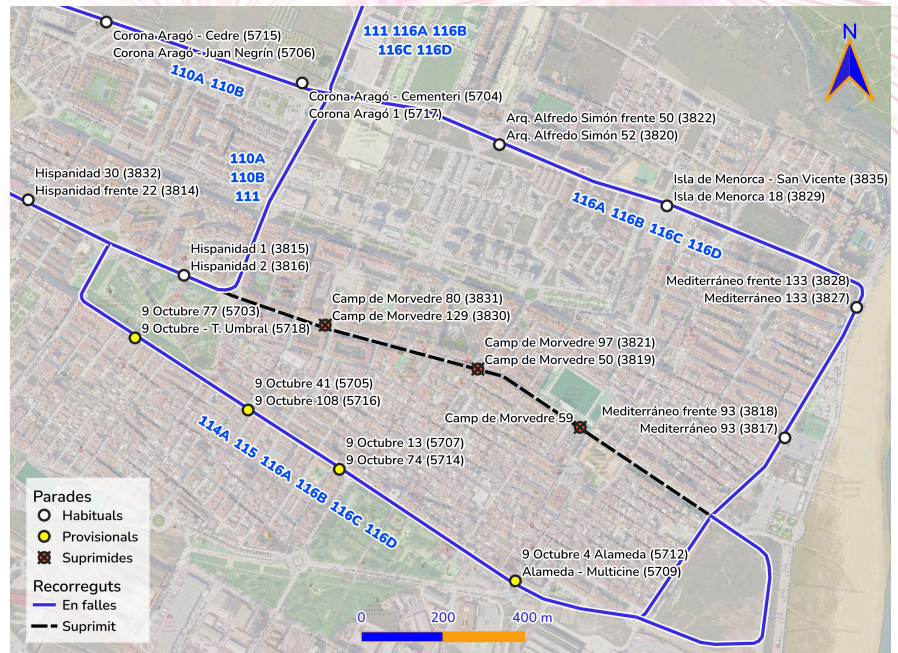 Corona Aragó - Cedre (5715)
Corona Aragó - Juan Negrín (5706)
110A 110B
111 116A 116B
116C 116D
N
Corona Aragó - Cementeri (5704)
Corona Aragó 1 (5717)
Arq. Alfredo Simón frente 50 (3822)
Arq. Alfredo Simón 52 (3820)
110A
110B
111
Hispanidad 30 (3832)
Hispanidad frente 22 (3814)
Isla de Menorca - San Vicente (3835)
Isla de Menorca 18 (3829)
116A 116B 116C 116D
Hispanidad 1 (3815)
Hispanidad 2 (3816)
Mediterráneo frente 133 (3828)
Mediterráneo 133 (3827)
Camp de Morvedre 80 (3831)
Camp de Morvedre 129 (3830)
9 Octubre 77 (5703)
9 Octubre - T. Umbral (5718)
Camp de Morvedre 97 (3821)
Camp de Morvedre 50 (3819)
9 Octubre 41 (5705)
9 Octubre 108 (5716)
Camp de Morvedre 59
Mediterráneo frente 93 (3818)
Mediterráneo 93 (3817)
9 Octubre 13 (5707)
9 Octubre 74 (5714)
114A 115 116A 116B 116C 116D
9 Octubre 4 Alameda (5712)
Alameda - Multicine (5709)
Parades
Habituals
Provisionals
Suprimides
Recorreguts
En falles
Suprimit
0 200 400 m